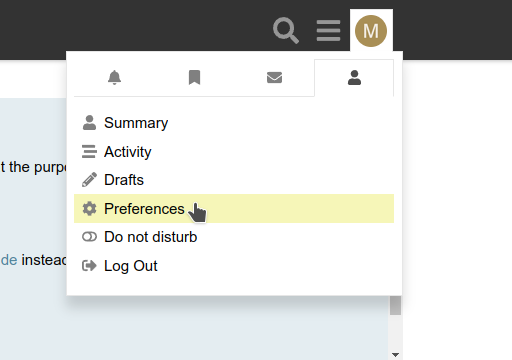 M
Summary
Activity
t the purpo
Drafts
Preferences
Do not disturb
de instead
Log Out